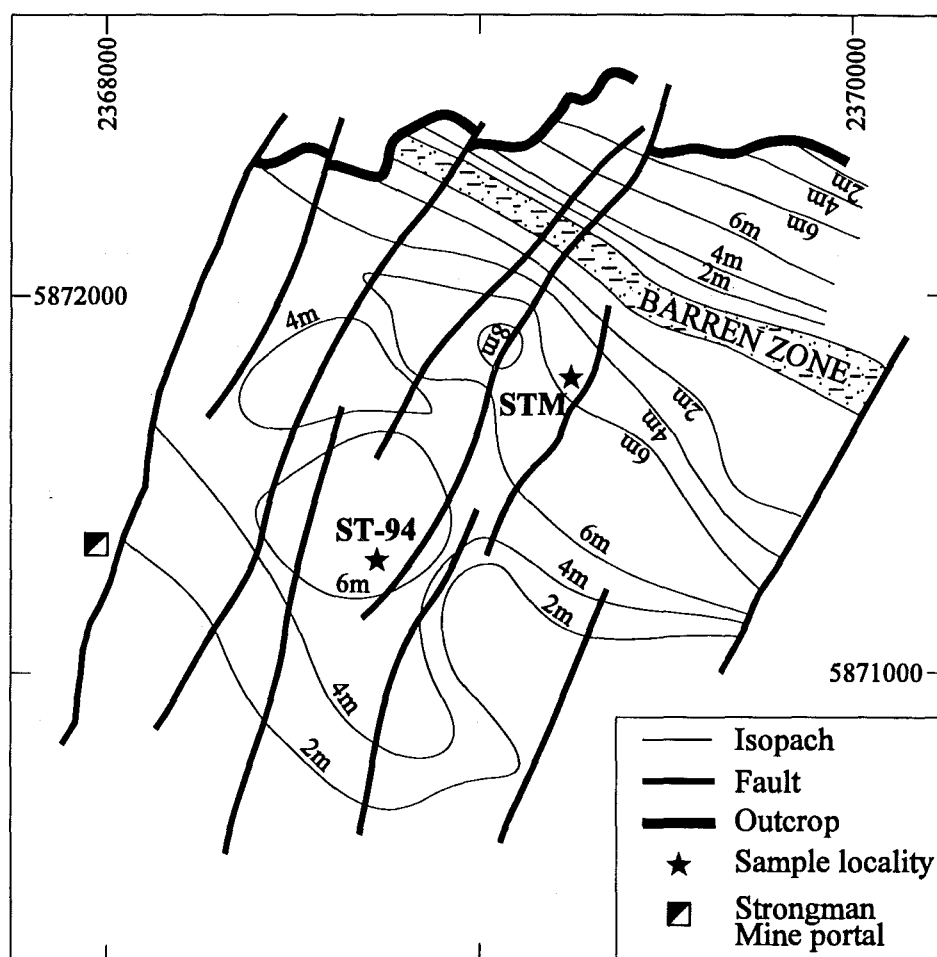 2368000
2370000
2m
4m
6m
6m
4m
2m
5872000
BARREN ZONE
4m
8m
STM
2m
4m
6m
ST-94
6m
6m
4m
2m
5871000
4m
2m
Isopach
Fault
Outcrop
Sample locality
Strongman
Mine portal